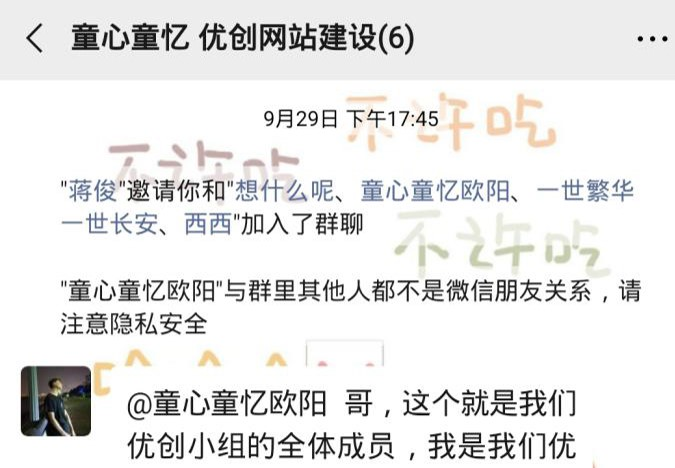 童心童忆 优创网站建设(6)
9月29日 下午17:45
不许吃
不许吃
"蒋俊"邀请你和"想什么呢、童心童忆欧阳、一世繁华
一世长安、西西"加入了群聊
不许吃
"童心童忆欧阳"与群里其他人都不是微信朋友关系，请
注意隐私安全
@童心童忆欧阳 哥，这个就是我们
优创小组的全体成员，我是我们优